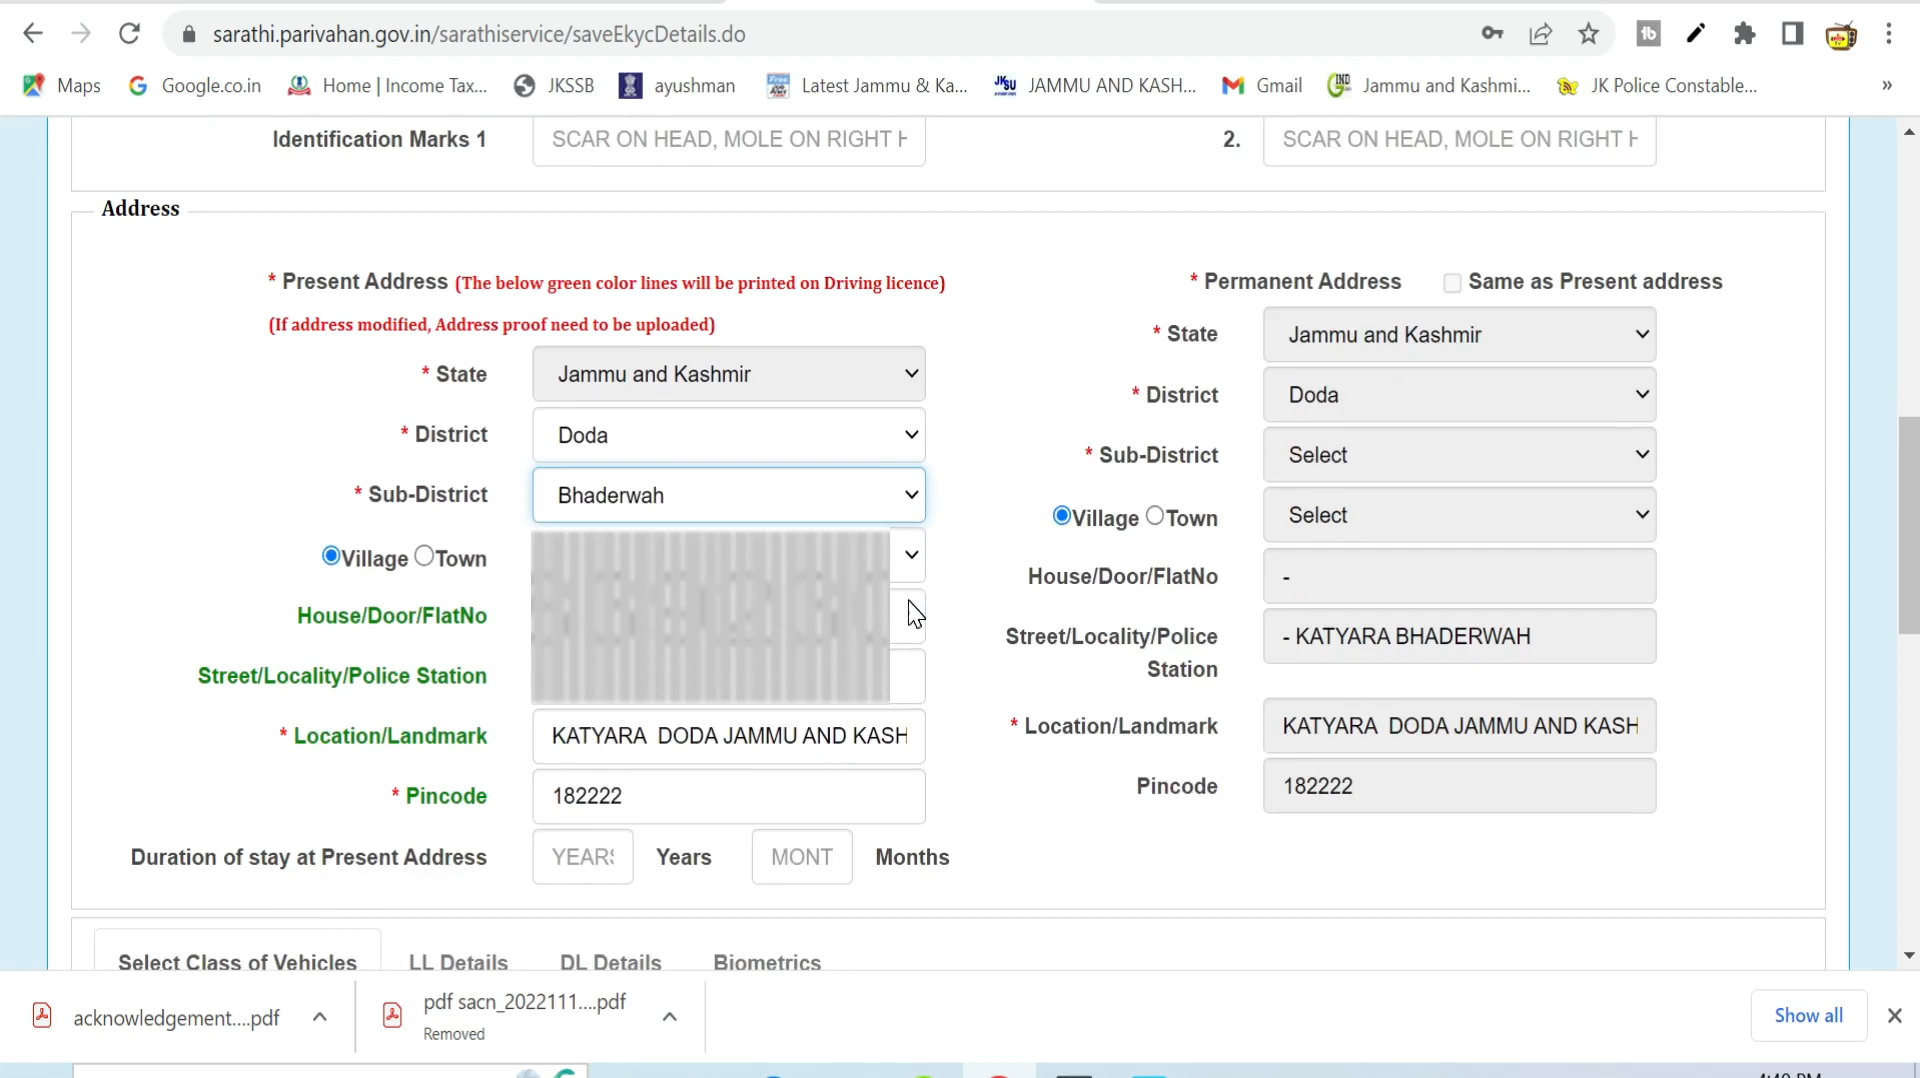 sarathi.parivahan.gov.in/sarathiservice/saveEkycDetails.do
Maps Google.co.in Home | Income Tax... JKSSB ayushman Latest Jammu & Ka... JAMMU AND KASH... Gmail Jammu and Kashmi... JK Police Constable... »
Identification Marks 1 SCAR ON HEAD, MOLE ON RIGHT H 2. SCAR ON HEAD, MOLE ON RIGHT H
Address
* Present Address (The below green color lines will be printed on Driving licence)
(If address modified, Address proof need to be uploaded)
* State Jammu and Kashmir
* District Doda
* Sub-District Bhaderwah
Village Town
House/Door/FlatNo
Street/Locality/Police Station
* Location/Landmark KATYARA DODA JAMMU AND KASH
* Pincode 182222
Duration of stay at Present Address YEARS Years MONT Months
* Permanent Address Same as Present address
* State Jammu and Kashmir
* District Doda
* Sub-District Select
Village Town Select
House/Door/FlatNo -
Street/Locality/Police
Station - KATYARA BHADERWAH
* Location/Landmark KATYARA DODA JAMMU AND KASH
Pincode 182222
Select Class of Vehicles LL Details DL Details Biometrics
acknowledgement....pdf
pdf sacn_2022111....pdf
Removed
Show all